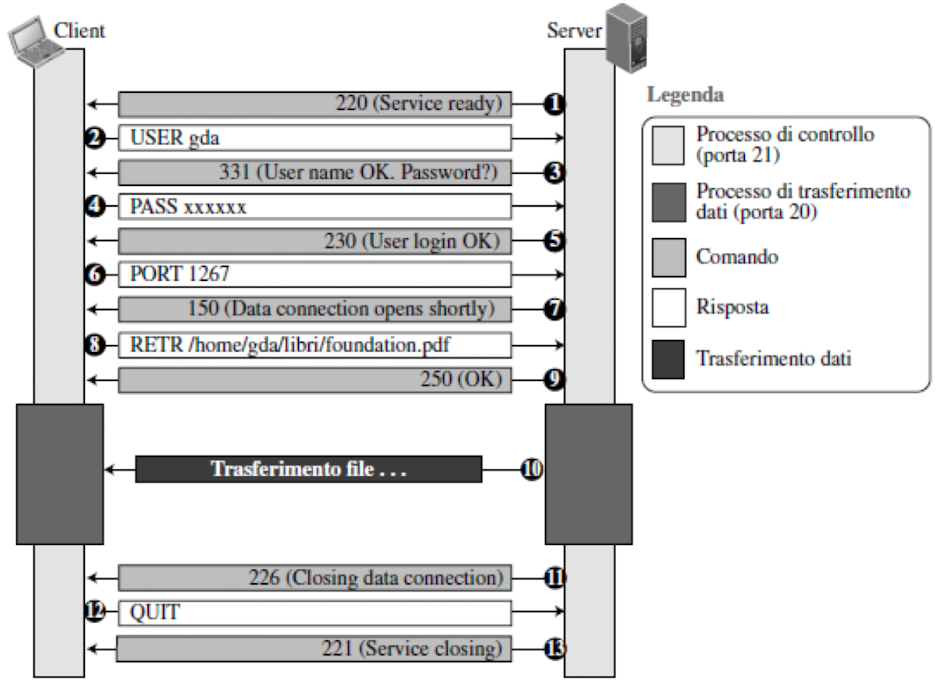 Client
Server
220 (Service ready)
1
2
USER gda
331 (User name OK. Password?)
3
4
PASS xxxxxx
230 (User login OK)
5
6
PORT 1267
150 (Data connection opens shortly)
7
8
RETR /home/gda/libri/foundation.pdf
250 (OK)
9
Trasferimento file . . .
10
226 (Closing data connection)
11
12
QUIT
221 (Service closing)
13
Legenda
Processo di controllo
(porta 21)
Processo di trasferimento
dati (porta 20)
Comando
Risposta
Trasferimento dati